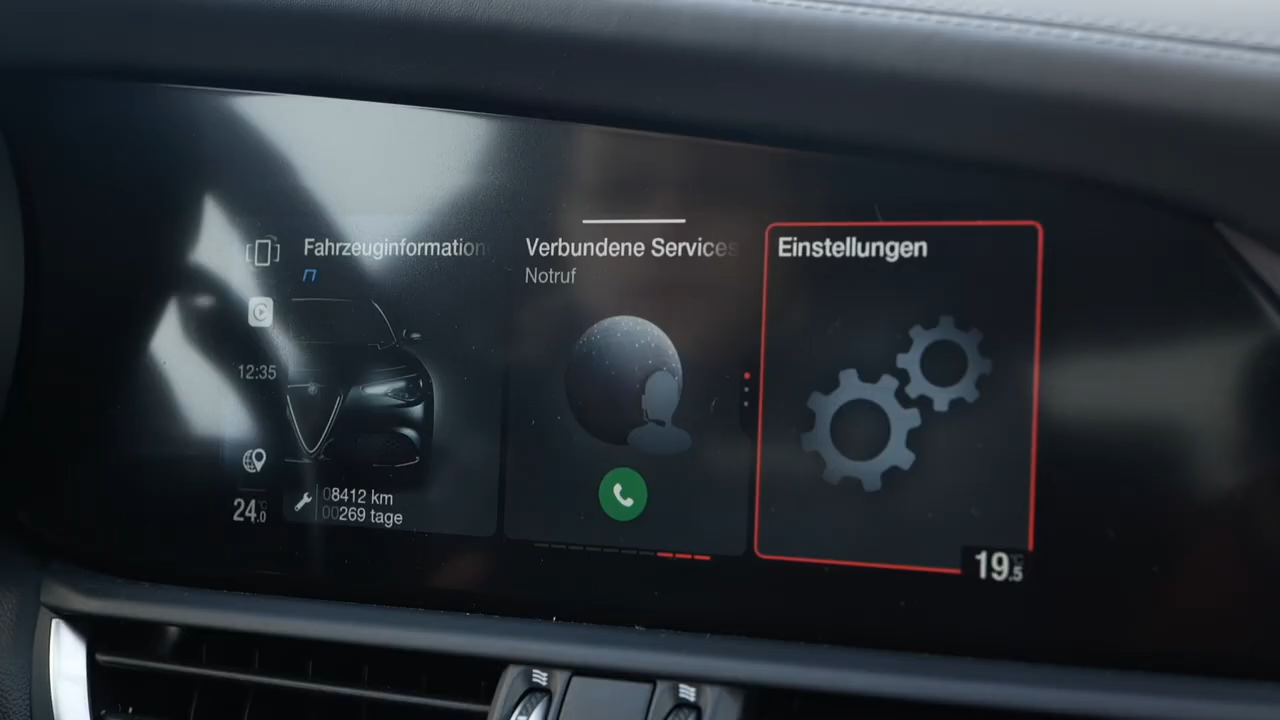 Fahrzeuginformation
Verbundene Services
Notruf
Einstellungen
12:35
08412 km
00269 tage
24.0
19.5